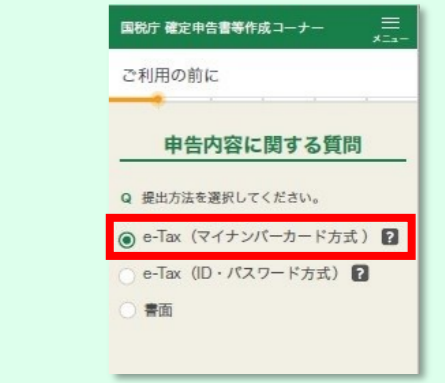 国税庁 確定申告書等作成コーナー
メニュー
ご利用の前に
申告内容に関する質問
Q 提出方法を選択してください。
e-Tax（マイナンバーカード方式） ?
e-Tax（ID・パスワード方式） ?
書面